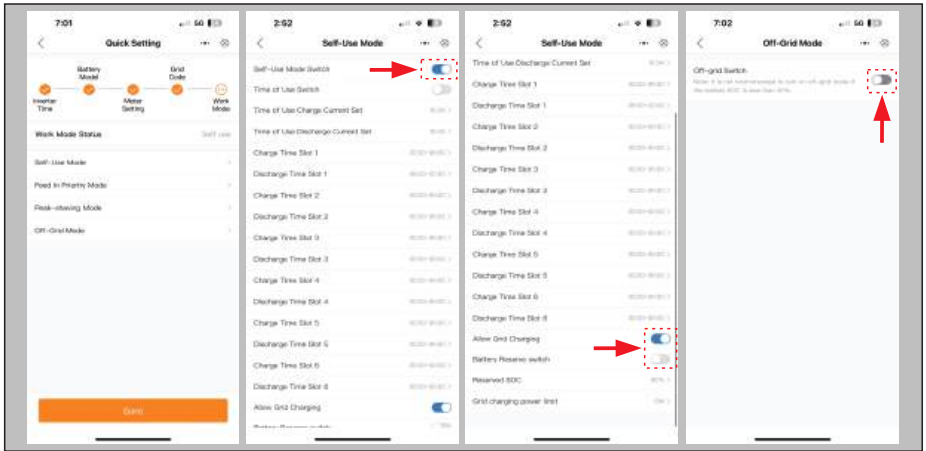 7:01
5G
Quick Setting
Battery
Model
Grid
Code
Inverter
Time
Meter
Setting
Work
Mode
Work Mode Status
Self use
Self-Use Mode
Feed In Priority Mode
Peak-shaving Mode
Off-Grid Mode
2:52
Self-Use Mode
Self-Use Mode Switch
Time of Use Switch
Time of Use Charge Current Set
Time of Use Discharge Current Set
Charge Time Slot 1
Discharge Time Slot 1
Charge Time Slot 2
Discharge Time Slot 2
Charge Time Slot 3
Discharge Time Slot 3
Charge Time Slot 4
Discharge Time Slot 4
Charge Time Slot 5
Discharge Time Slot 5
Charge Time Slot 6
Discharge Time Slot 6
Allow Grid Charging
2:52
Self-Use Mode
Time of Use Discharge Current Set
Charge Time Slot 1
Discharge Time Slot 1
Charge Time Slot 2
Discharge Time Slot 2
Charge Time Slot 3
Discharge Time Slot 3
Charge Time Slot 4
Discharge Time Slot 4
Charge Time Slot 5
Discharge Time Slot 5
Charge Time Slot 6
Discharge Time Slot 6
Allow Grid Charging
Battery Reserve switch
Reserved SOC
Grid charging power limit
7:02
5G
Off-Grid Mode
Off-grid Switch